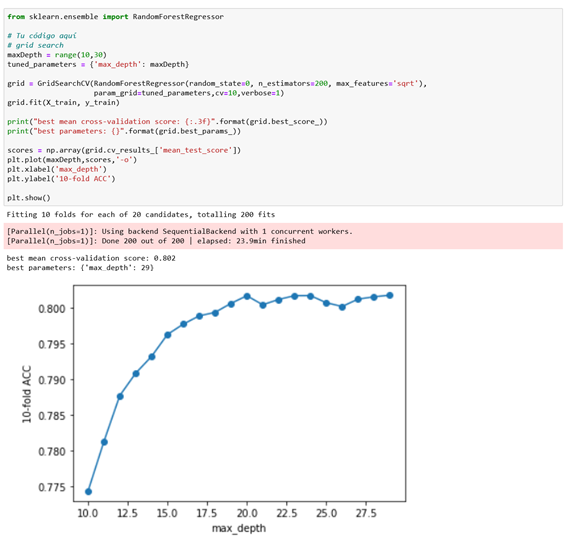 from sklearn.ensemble import RandomForestRegressor
# Tu código aquí
# grid search
maxDepth = range(10,30)
tuned_parameters = {'max_depth': maxDepth}
grid = GridSearchCV(RandomForestRegressor(random_state=0, n_estimators=200, max_features='sqrt'),
param_grid=tuned_parameters,cv=10,verbose=1)
grid.fit(X_train, y_train)
print("best mean cross-validation score: {:.3f}".format(grid.best_score_))
print("best parameters: {}".format(grid.best_params_))
scores = np.array(grid.cv_results_['mean_test_score'])
plt.plot(maxDepth,scores,'-o')
plt.xlabel('max_depth')
plt.ylabel('10-fold ACC')
plt.show()
Fitting 10 folds for each of 20 candidates, totalling 200 fits
[Parallel(n_jobs=1)]: Using backend SequentialBackend with 1 concurrent workers.
[Parallel(n_jobs=1)]: Done 200 out of 200 | elapsed: 23.9min finished
best mean cross-validation score: 0.802
best parameters: {'max_depth': 29}
0.800
0.795
0.790
0.785
0.780
0.775
10-fold ACC
10.0 12.5 15.0 17.5 20.0 22.5 25.0 27.5
max_depth